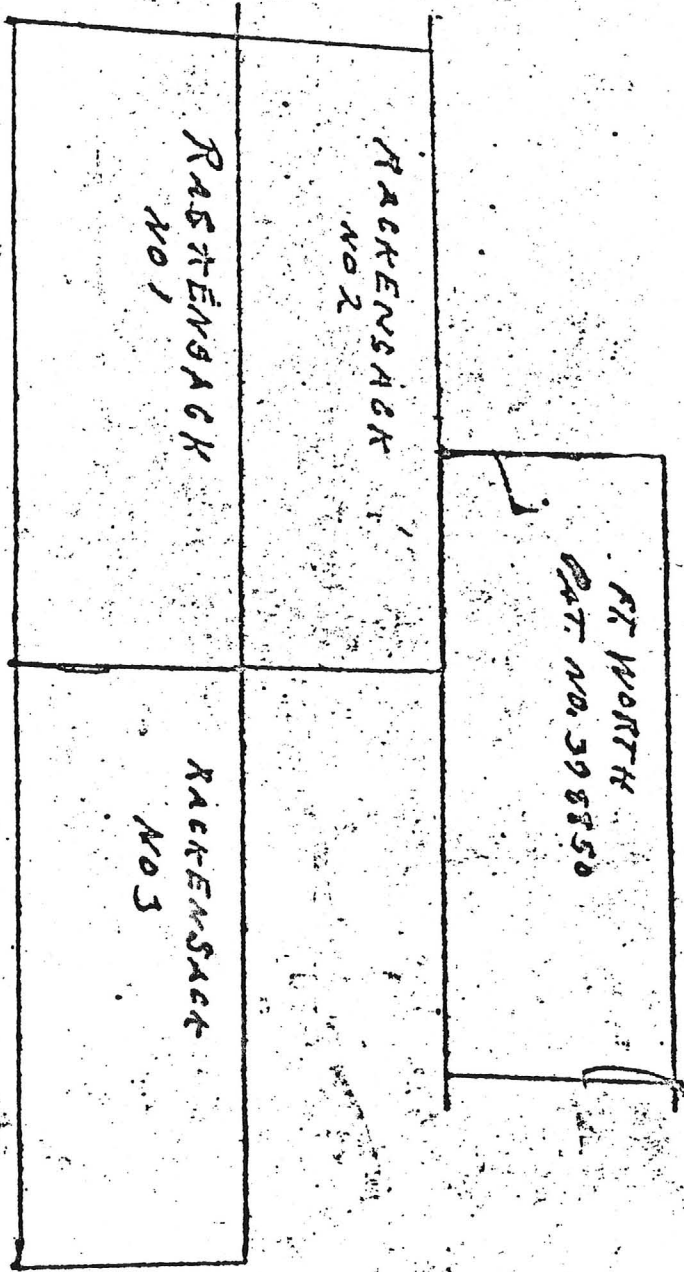 FT. WORTH
PAT. NO. 398850
RACKENSACK
NO 2
RACKENSACK
NO 1
RACKENSACK
NO 3